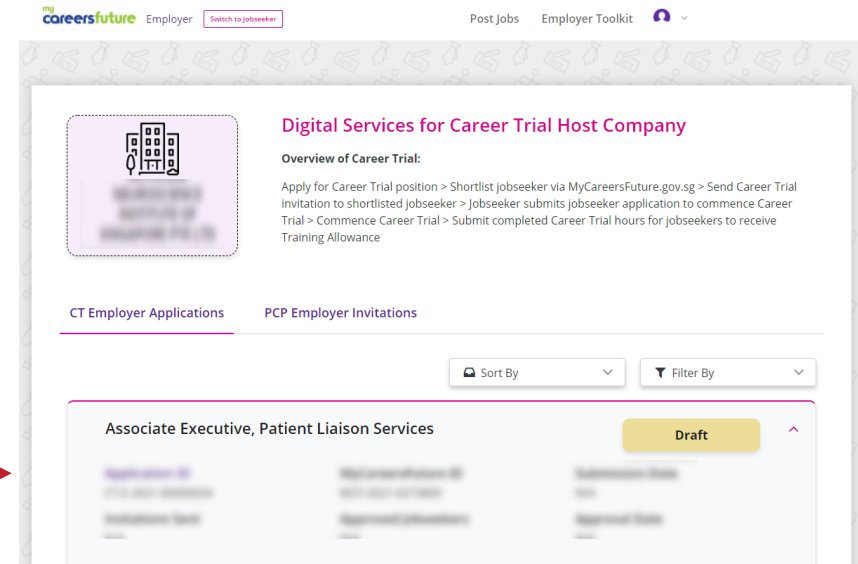 my
careersfuture Employer Switch to Jobseeker Post Jobs Employer Toolkit
Digital Services for Career Trial Host Company
Overview of Career Trial:
Apply for Career Trial position > Shortlist jobseeker via MyCareersFuture.gov.sg > Send Career Trial
invitation to shortlisted jobseeker > Jobseeker submits jobseeker application to commence Career
Trial > Commence Career Trial > Submit completed Career Trial hours for jobseekers to receive
Training Allowance
CT Employer Applications PCP Employer Invitations
Sort By Filter By
Associate Executive, Patient Liaison Services Draft